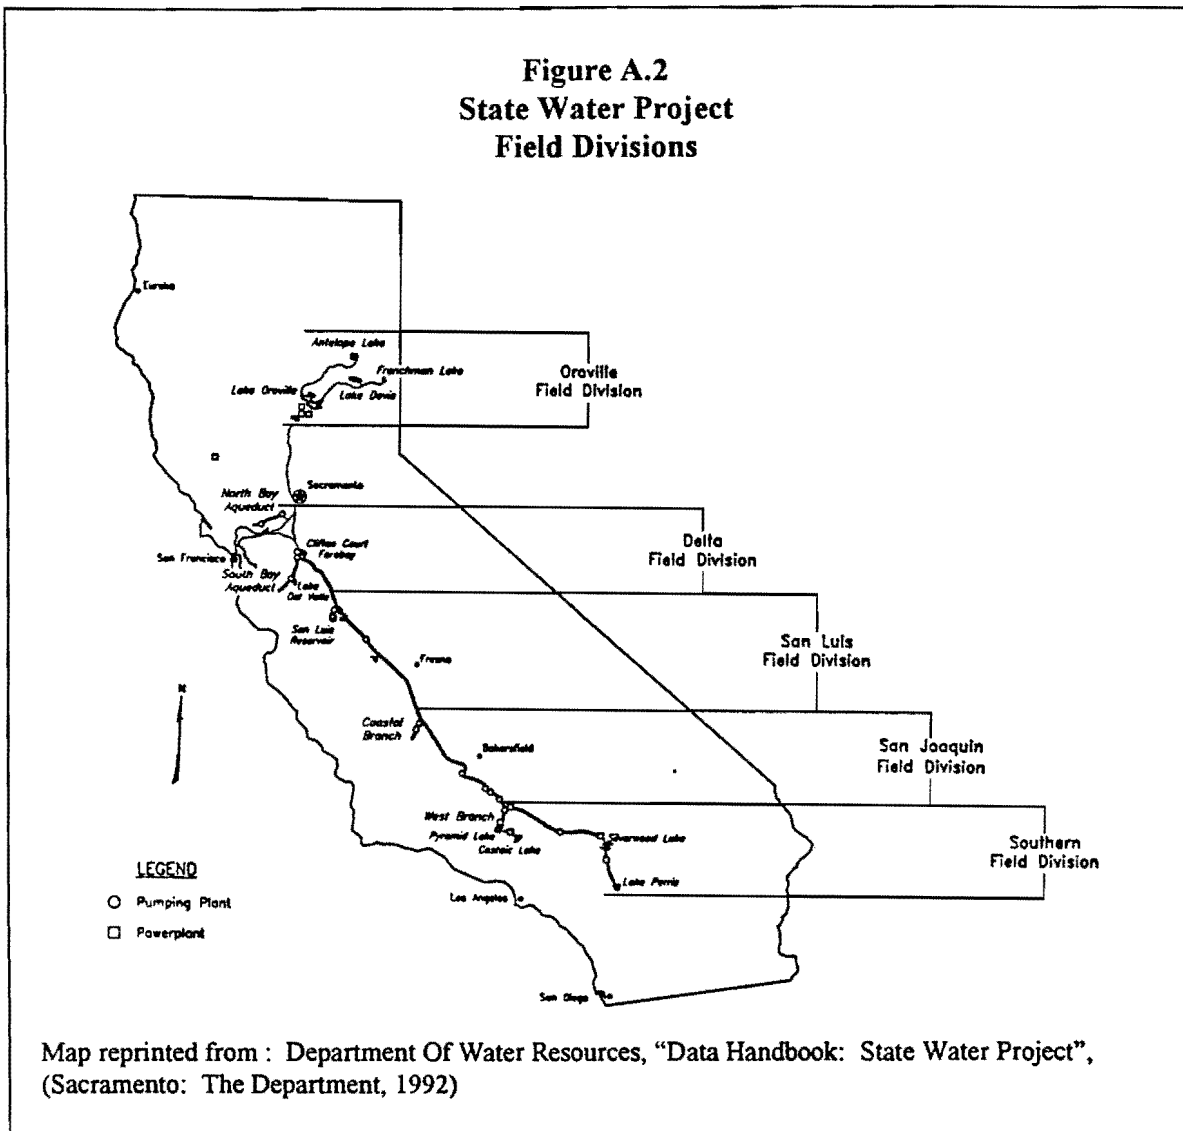 Figure A.2
State Water Project
Field Divisions
Eureka
Antelope Lake
Frenchman Lake
Lake Oroville
Lake Davis
Oroville
Field Division
North Bay
Aqueduct
Sacramento
Clifton Court
Forebay
San Francisco
South Bay
Aqueduct
Lake
Del Valle
Delta
Field Division
San Luis
Reservoir
Fresno
San Luis
Field Division
N
Coastal
Branch
Bakersfield
San Joaquin
Field Division
West Branch
Pyramid Lake
Castaic Lake
Silverwood Lake
Lake Perris
Southern
Field Division
LEGEND
Pumping Plant
Powerplant
Los Angeles
San Diego
Map reprinted from : Department Of Water Resources, “Data Handbook: State Water Project”,
(Sacramento: The Department, 1992)